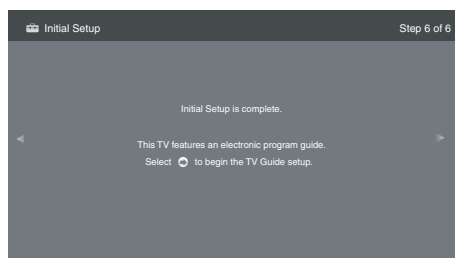 Initial Setup
Step 6 of 6
Initial Setup is complete.
This TV features an electronic program guide.
Select to begin the TV Guide setup.